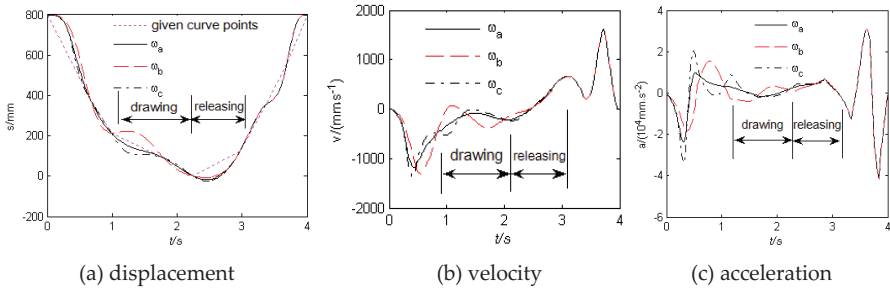 given curve points
ωa
ωb
ωc
drawing
releasing
s/mm
800
600
400
200
0
-200
0
1
2
3
4
t/s
(a) displacement
ωa
ωb
ωc
drawing
releasing
v/(mm.s-1)
2000
1000
0
-1000
-2000
0
1
2
3
4
t/s
(b) velocity
ωa
ωb
ωc
drawing
releasing
a/(10⁴mm.s-2)
4
2
0
-2
-4
-6
0
1
2
3
4
t/s
(c) acceleration